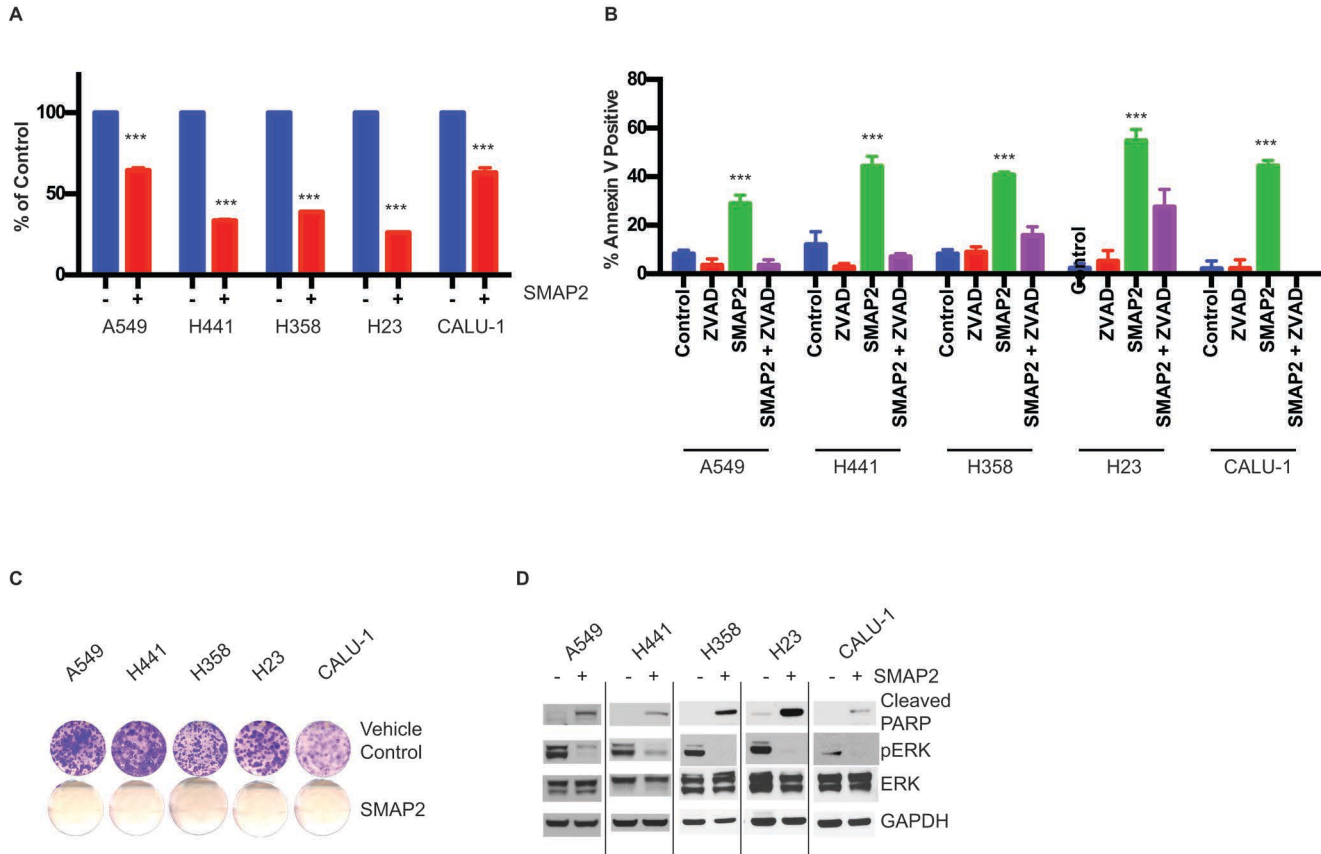 A
% of Control
100
50
0
*** *** *** *** ***
- + - + - + - + - + SMAP2
A549 H441 H358 H23 CALU-1
B
% Annexin V Positive
80
60
40
20
0
*** *** *** *** ***
Control ZVAD SMAP2 SMAP2 + ZVAD Control ZVAD SMAP2 SMAP2 + ZVAD Control ZVAD SMAP2 SMAP2 + ZVAD Control ZVAD SMAP2 SMAP2 + ZVAD Control ZVAD SMAP2 SMAP2 + ZVAD
A549 H441 H358 H23 CALU-1
C
A549 H441 H358 H23 CALU-1
Vehicle
Control
SMAP2
D
A549 H441 H358 H23 CALU-1
- + - + - + - + - + SMAP2
Cleaved
PARP
pERK
ERK
GAPDH